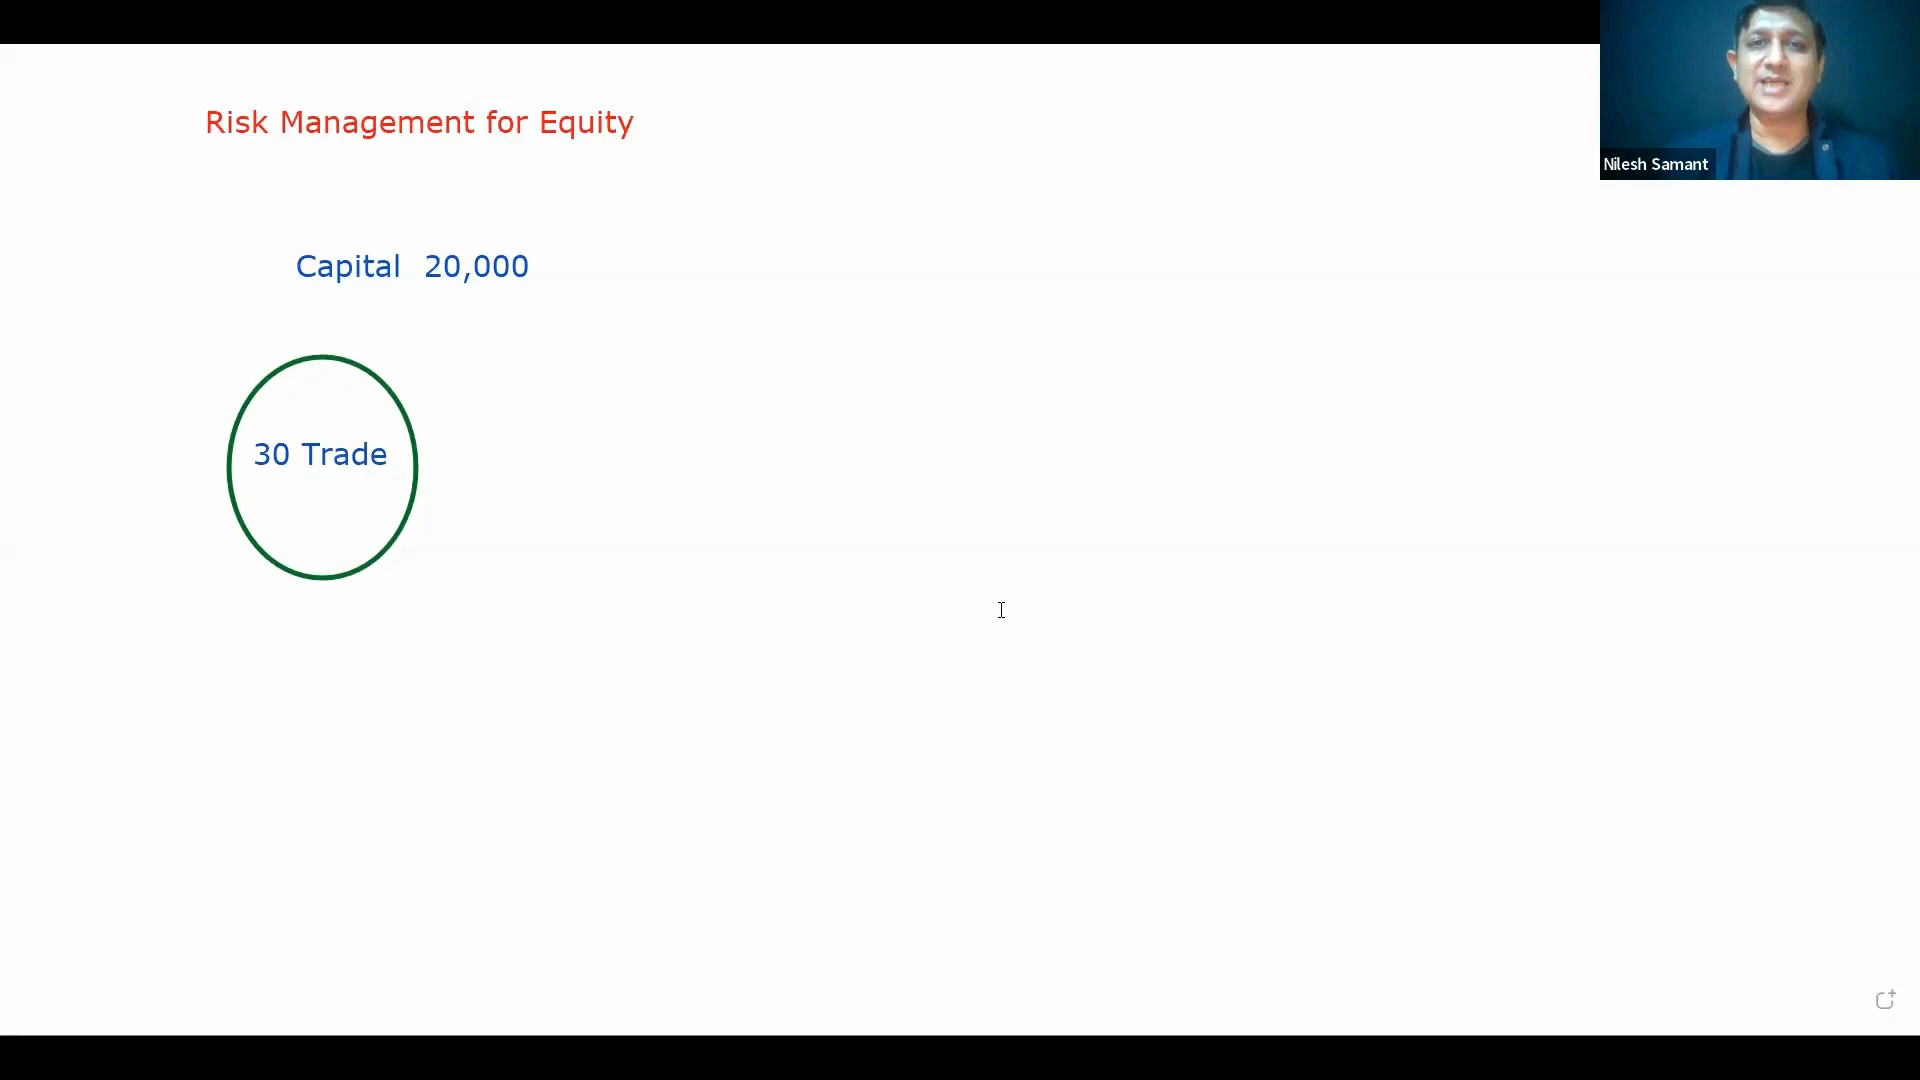 Risk Management for Equity
Nilesh Samant
Capital 20,000
30 Trade